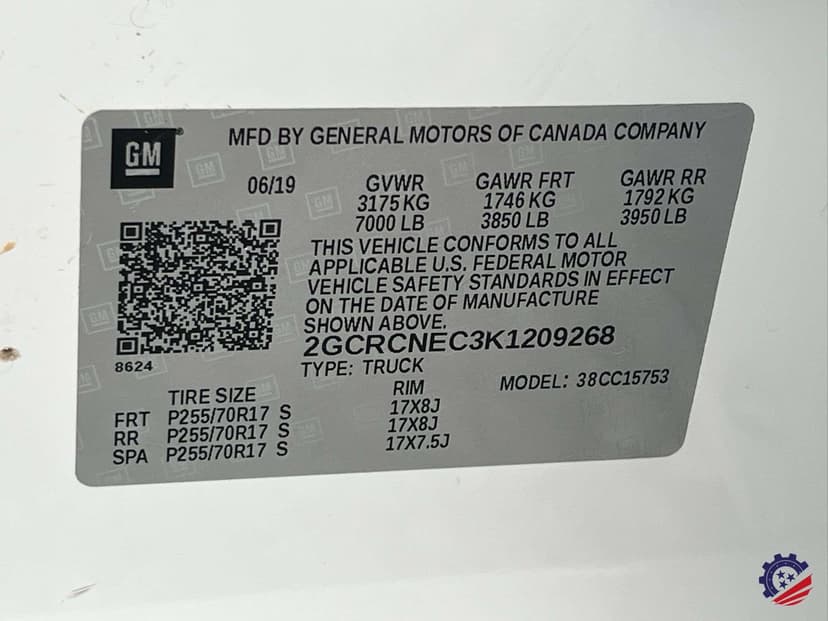 GM
MFD BY GENERAL MOTORS OF CANADA COMPANY
06/19 GVWR GAWR FRT GAWR RR
3175 KG 1746 KG 1792 KG
7000 LB 3850 LB 3950 LB
THIS VEHICLE CONFORMS TO ALL
APPLICABLE U.S. FEDERAL MOTOR
VEHICLE SAFETY STANDARDS IN EFFECT
ON THE DATE OF MANUFACTURE
SHOWN ABOVE.
2GCRCNEC3K1209268
8624
TYPE: TRUCK
MODEL: 38CC15753
TIRE SIZE RIM
FRT P255/70R17 S 17X8J
RR P255/70R17 S 17X8J
SPA P255/70R17 S 17X7.5J